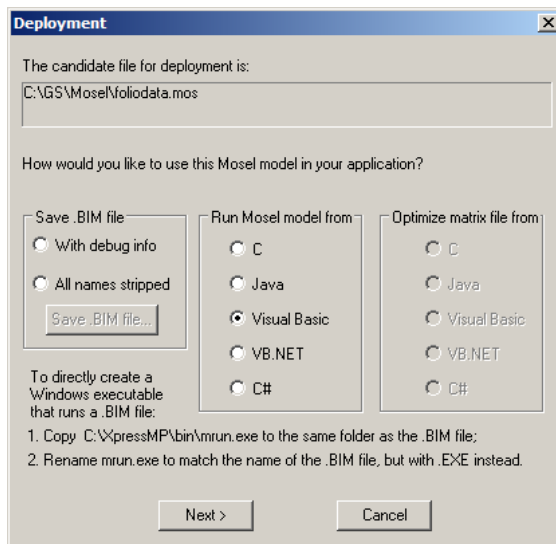 Deployment
The candidate file for deployment is:
C:\GS\Mosel\foliodata.mos
How would you like to use this Mosel model in your application?
Save .BIM file
With debug info
All names stripped
Save .BIM file...
Run Mosel model from
C
Java
Visual Basic
VB.NET
C#
Optimize matrix file from
C
Java
Visual Basic
VB.NET
C#
To directly create a
Windows executable
that runs a .BIM file:
1. Copy C:\XpressMP\bin\mrun.exe to the same folder as the .BIM file;
2. Rename mrun.exe to match the name of the .BIM file, but with .EXE instead.
Next >
Cancel